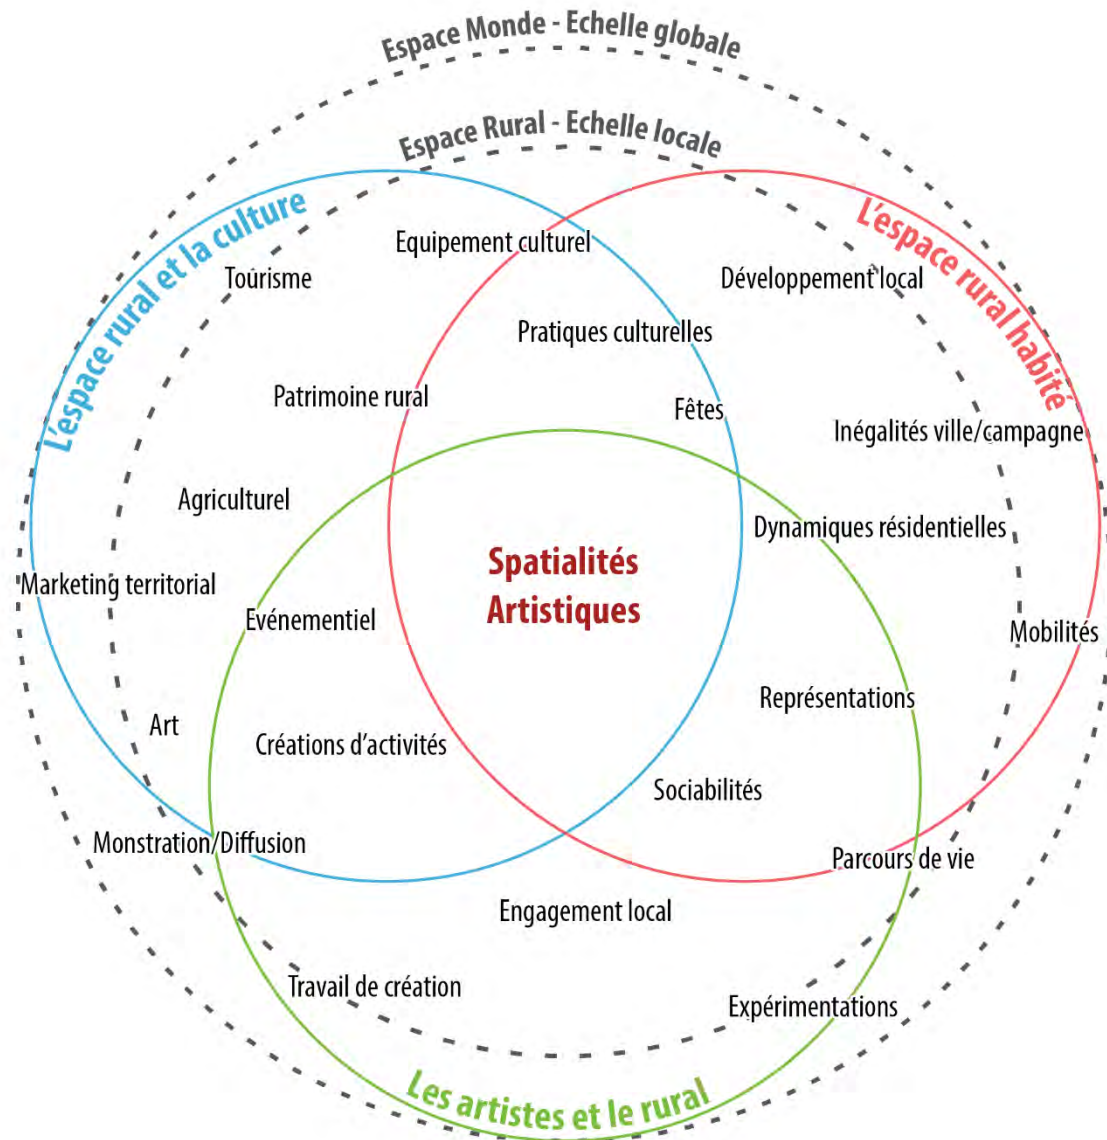 Espace Monde - Echelle globale
Espace Rural - Echelle locale
L'espace rural et la culture
L'espace rural habité
Equipement culturel
Tourisme
Développement local
Pratiques culturelles
Patrimoine rural
Fêtes
Inégalités ville/campagne
Agriculturel
Dynamiques résidentielles
Spatialités
Artistiques
Marketing territorial
Evénementiel
Mobilités
Représentations
Art
Créations d'activités
Sociabilités
Monstration/Diffusion
Parcours de vie
Engagement local
Travail de création
Expérimentations
Les artistes et le rural